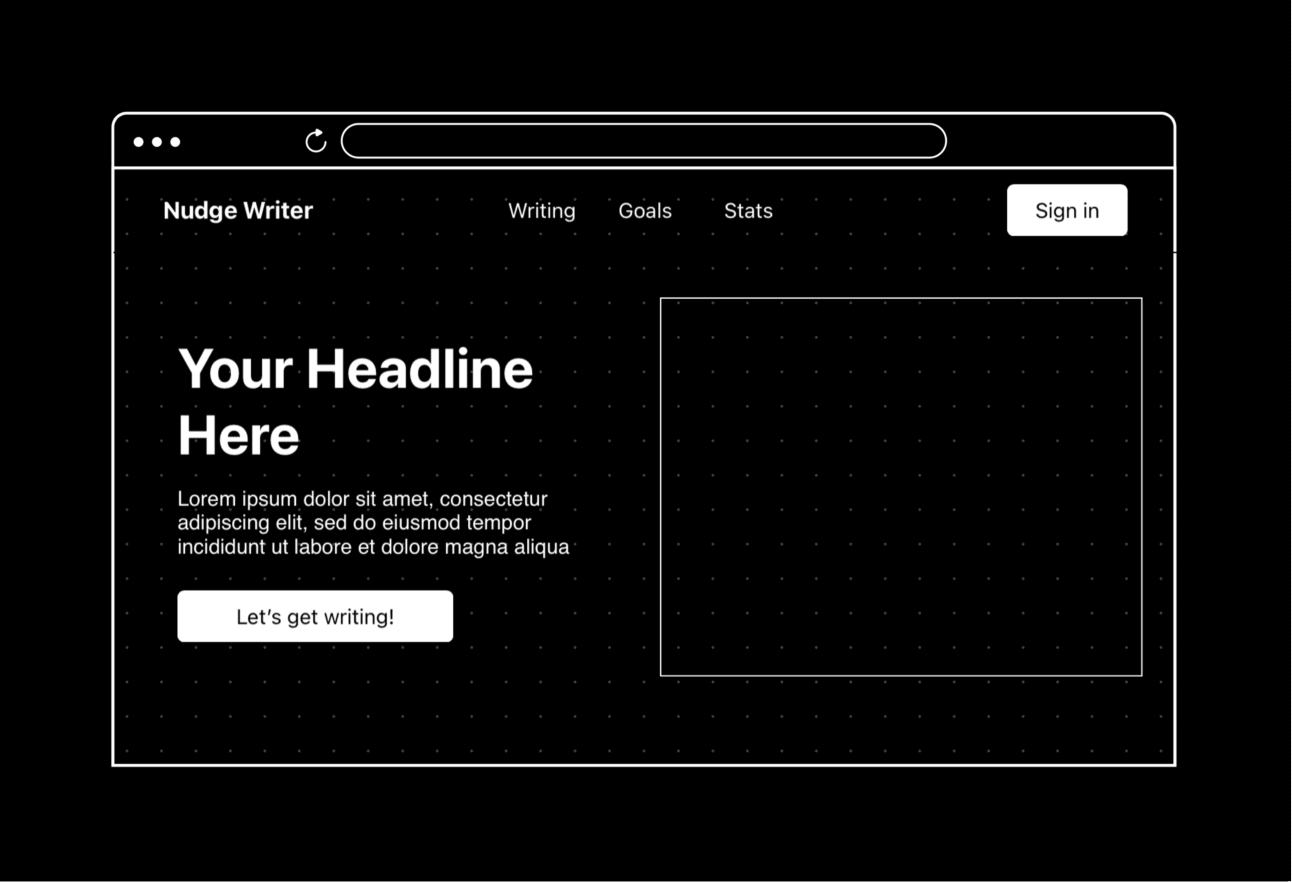 Nudge Writer
Writing
Goals
Stats
Sign in
Your Headline
Here
Lorem ipsum dolor sit amet, consectetur
adipiscing elit, sed do eiusmod tempor
incididunt ut labore et dolore magna aliqua
Let’s get writing!